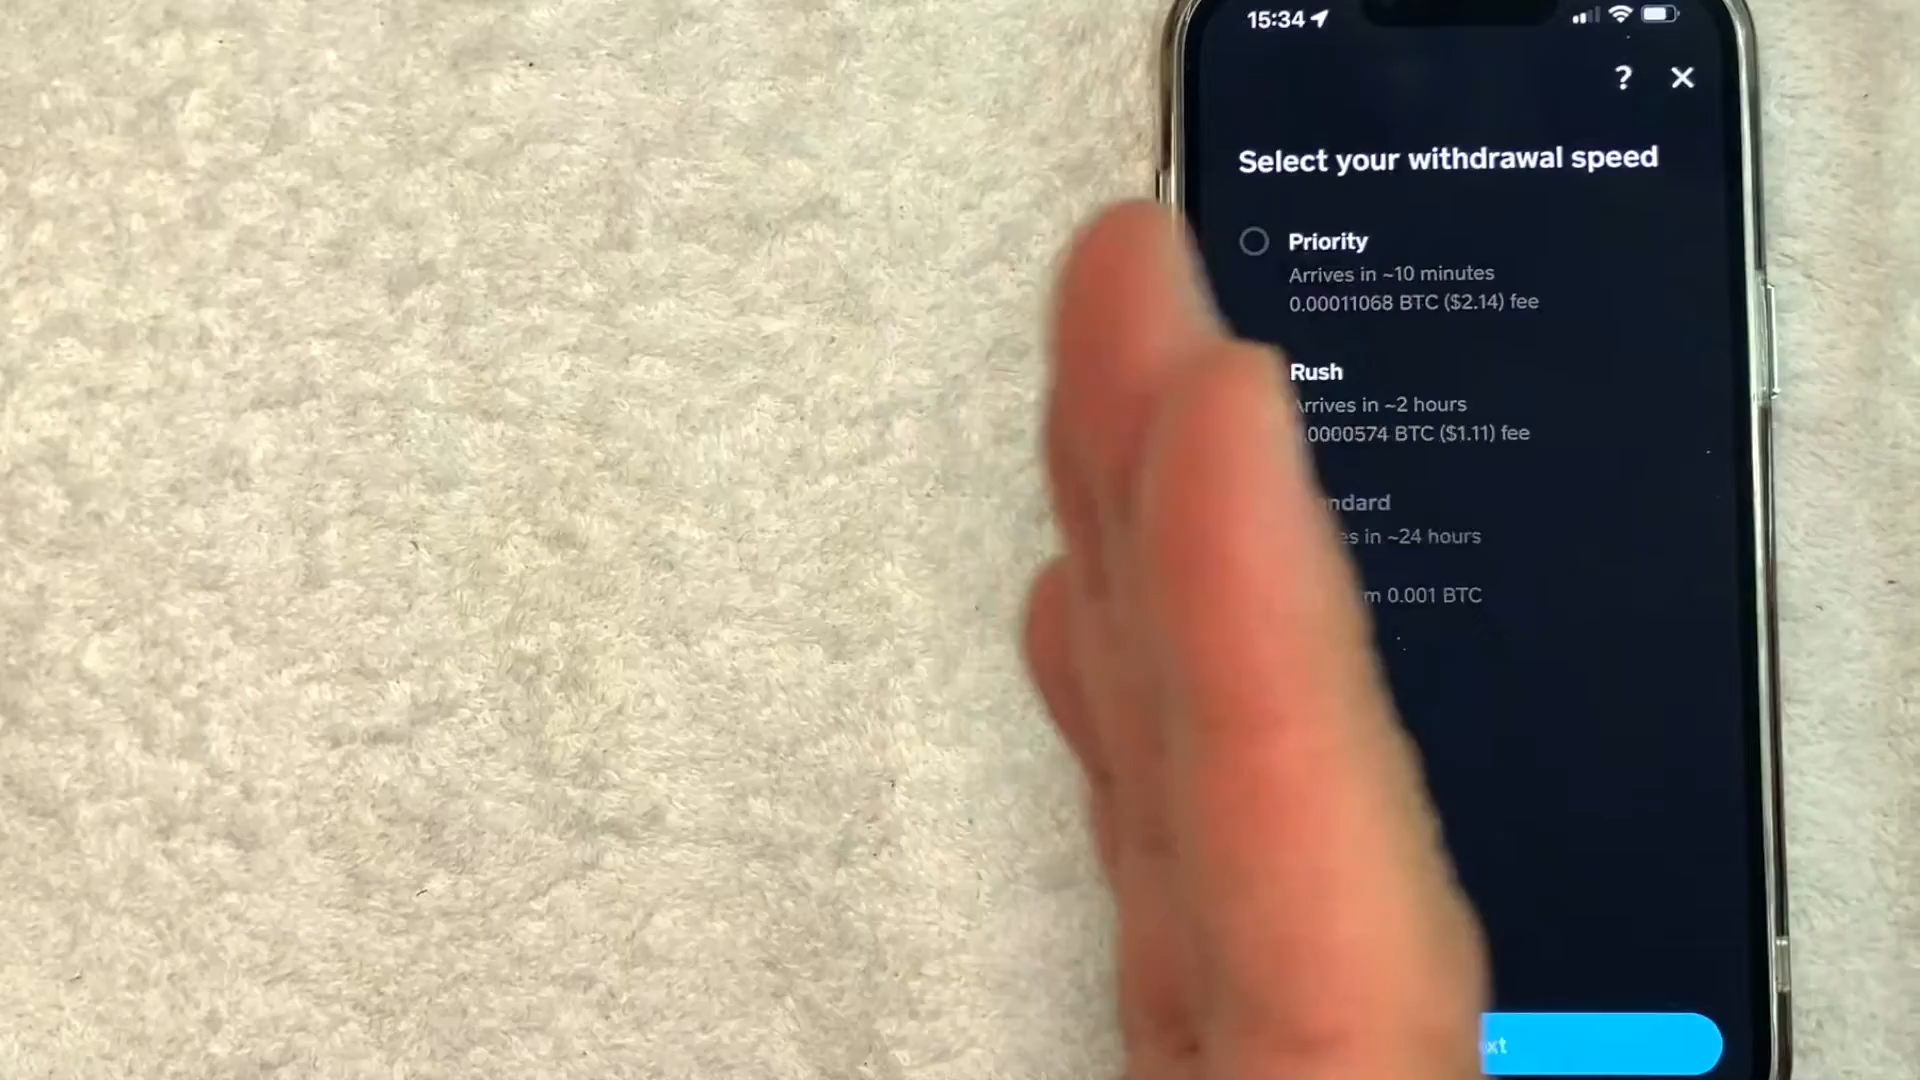 15:34
?
Select your withdrawal speed
Priority
Arrives in ~10 minutes
0.00011068 BTC ($2.14) fee
Rush
Arrives in ~2 hours
.0000574 BTC ($1.11) fee
ndard
es in ~24 hours
m 0.001 BTC
xt